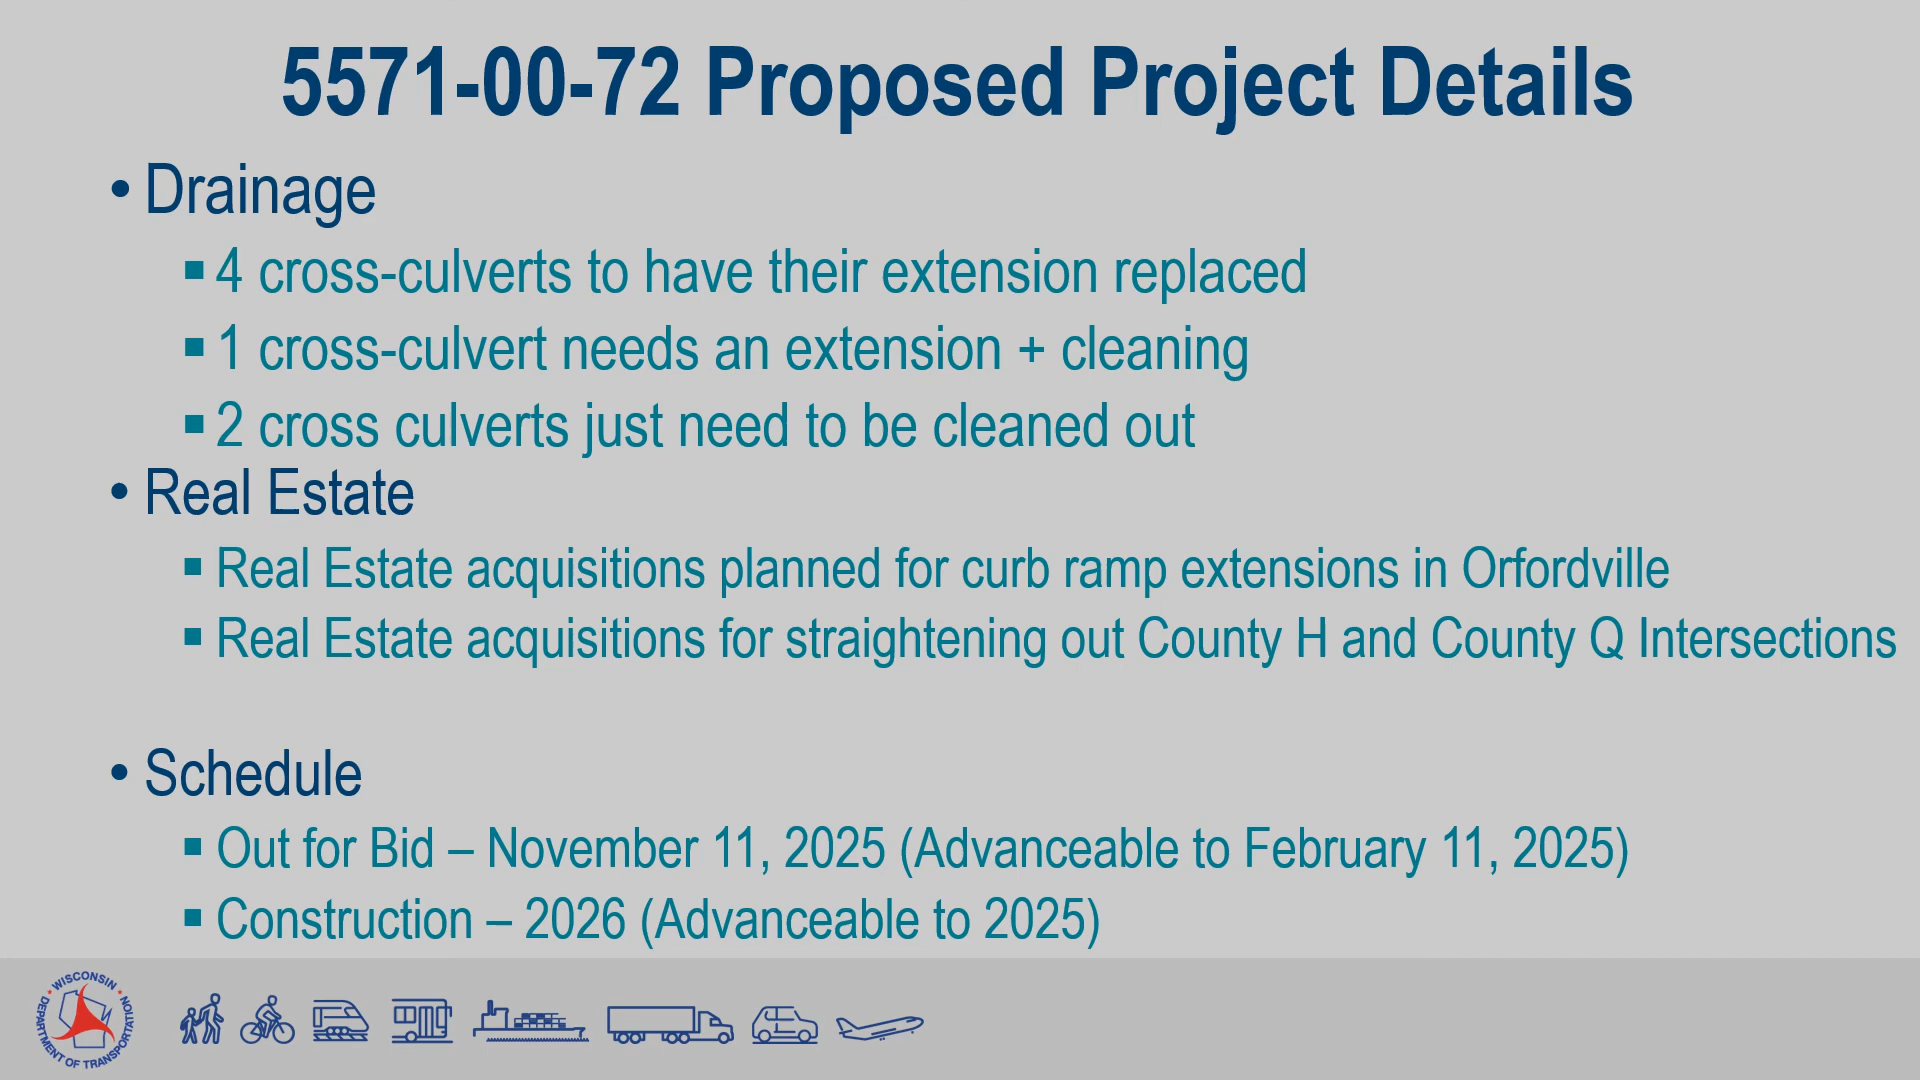 5571-00-72 Proposed Project Details
• Drainage
▪ 4 cross-culverts to have their extension replaced
▪ 1 cross-culvert needs an extension + cleaning
▪ 2 cross culverts just need to be cleaned out
• Real Estate
▪ Real Estate acquisitions planned for curb ramp extensions in Orfordville
▪ Real Estate acquisitions for straightening out County H and County Q Intersections
• Schedule
▪ Out for Bid – November 11, 2025 (Advanceable to February 11, 2025)
▪ Construction – 2026 (Advanceable to 2025)
WISCONSIN
DEPARTMENT OF TRANSPORTATION